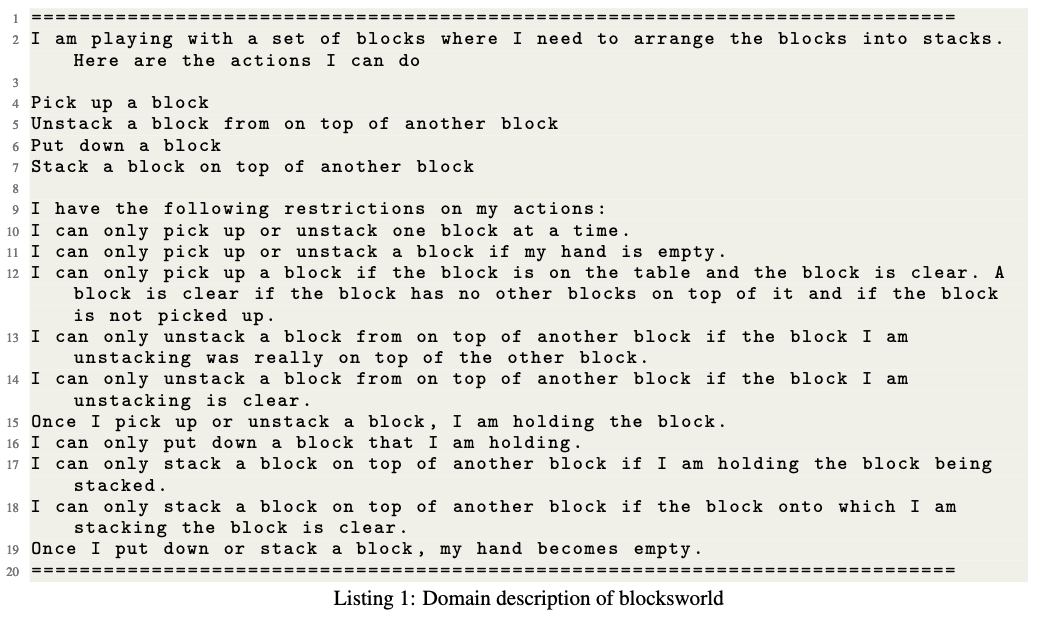 1 ==============================================================================
2 I am playing with a set of blocks where I need to arrange the blocks into stacks.
Here are the actions I can do
3
4 Pick up a block
5 Unstack a block from on top of another block
6 Put down a block
7 Stack a block on top of another block
8
9 I have the following restrictions on my actions:
10 I can only pick up or unstack one block at a time.
11 I can only pick up or unstack a block if my hand is empty.
12 I can only pick up a block if the block is on the table and the block is clear. A
block is clear if the block has no other blocks on top of it and if the block
is not picked up.
13 I can only unstack a block from on top of another block if the block I am
unstacking was really on top of the other block.
14 I can only unstack a block from on top of another block if the block I am
unstacking is clear.
15 Once I pick up or unstack a block, I am holding the block.
16 I can only put down a block that I am holding.
17 I can only stack a block on top of another block if I am holding the block being
stacked.
18 I can only stack a block on top of another block if the block onto which I am
stacking the block is clear.
19 Once I put down or stack a block, my hand becomes empty.
20 ==============================================================================
Listing 1: Domain description of blocksworld